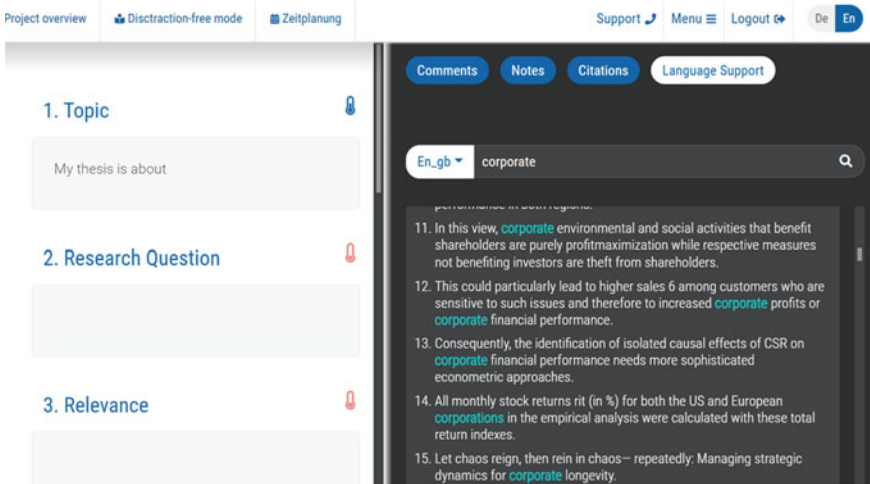 Project overview
Disctraction-free mode
Zeitplanung
Support
Menu
Logout
De
En
1. Topic
My thesis is about
2. Research Question
3. Relevance
Comments
Notes
Citations
Language Support
En_gb
corporate
performance in both regions.
11. In this view, corporate environmental and social activities that benefit
shareholders are purely profitmaximization while respective measures
not benefiting investors are theft from shareholders.
12. This could particularly lead to higher sales 6 among customers who are
sensitive to such issues and therefore to increased corporate profits or
corporate financial performance.
13. Consequently, the identification of isolated causal effects of CSR on
corporate financial performance needs more sophisticated
econometric approaches.
14. All monthly stock returns rit (in %) for both the US and European
corporations in the empirical analysis were calculated with these total
return indexes.
15. Let chaos reign, then rein in chaos— repeatedly: Managing strategic
dynamics for corporate longevity.